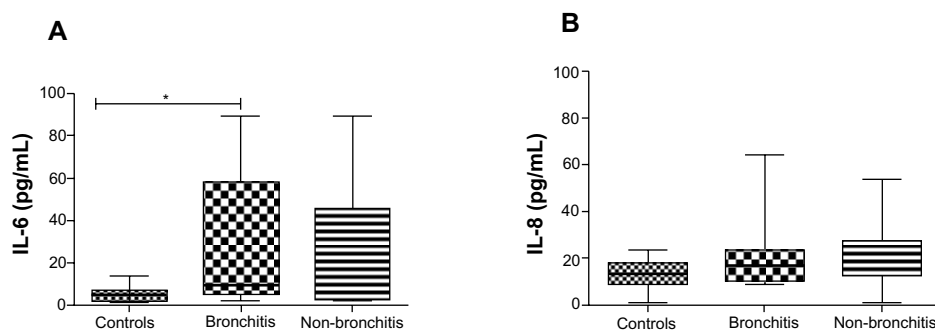 A
IL-6 (pg/mL)
100
80
60
40
20
0
*
Controls Bronchitis Non-bronchitis
B
IL-8 (pg/mL)
100
80
60
40
20
0
Controls Bronchitis Non-bronchitis